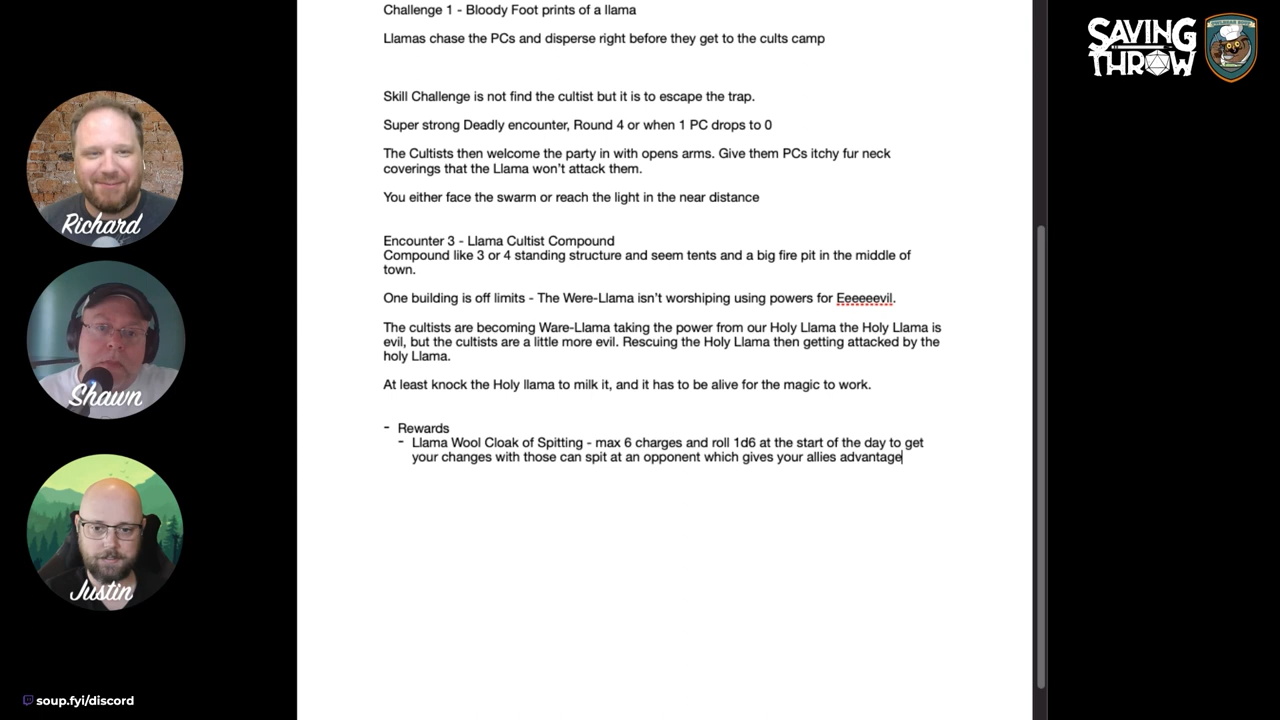 Challenge 1 - Bloody Foot prints of a llama
Llamas chase the PCs and disperse right before they get to the cults camp
Skill Challenge is not find the cultist but it is to escape the trap.
Super strong Deadly encounter, Round 4 or when 1 PC drops to 0
The Cultists then welcome the party in with opens arms. Give them PCs itchy fur neck
coverings that the Llama won't attack them.
You either face the swarm or reach the light in the near distance
Encounter 3 - Llama Cultist Compound
Compound like 3 or 4 standing structure and seem tents and a big fire pit in the middle of
town.
One building is off limits - The Were-Llama isn't worshiping using powers for Eeeeeevil.
The cultists are becoming Ware-Llama taking the power from our Holy Llama the Holy Llama is
evil, but the cultists are a little more evil. Rescuing the Holy Llama then getting attacked by the
holy Llama.
At least knock the Holy llama to milk it, and it has to be alive for the magic to work.
- Rewards
- Llama Wool Cloak of Spitting - max 6 charges and roll 1d6 at the start of the day to get
your changes with those can spit at an opponent which gives your allies advantage
Richard
Shawn
Justin
soup.fyi/discord
SAVING
THROW